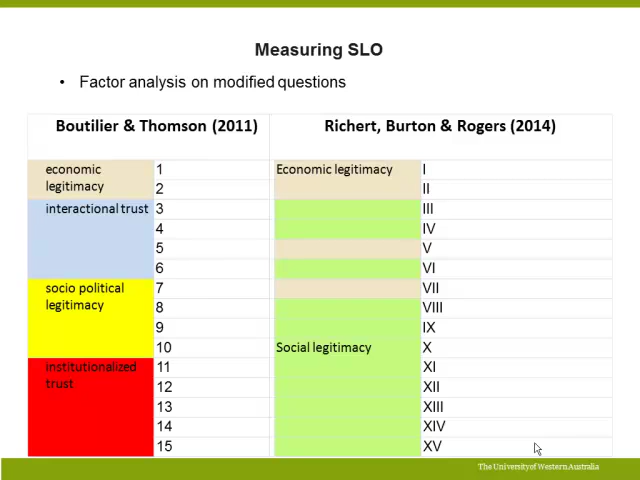 Measuring SLO
• Factor analysis on modified questions
Boutilier & Thomson (2011) Richert, Burton & Rogers (2014)
economic legitimacy 1 Economic legitimacy I
2 II
interactional trust 3 III
4 IV
5 V
6 VI
socio political legitimacy 7 VII
8 VIII
9 IX
10 Social legitimacy X
institutionalized trust 11 XI
12 XII
13 XIII
14 XIV
15 XV
The University of Western Australia